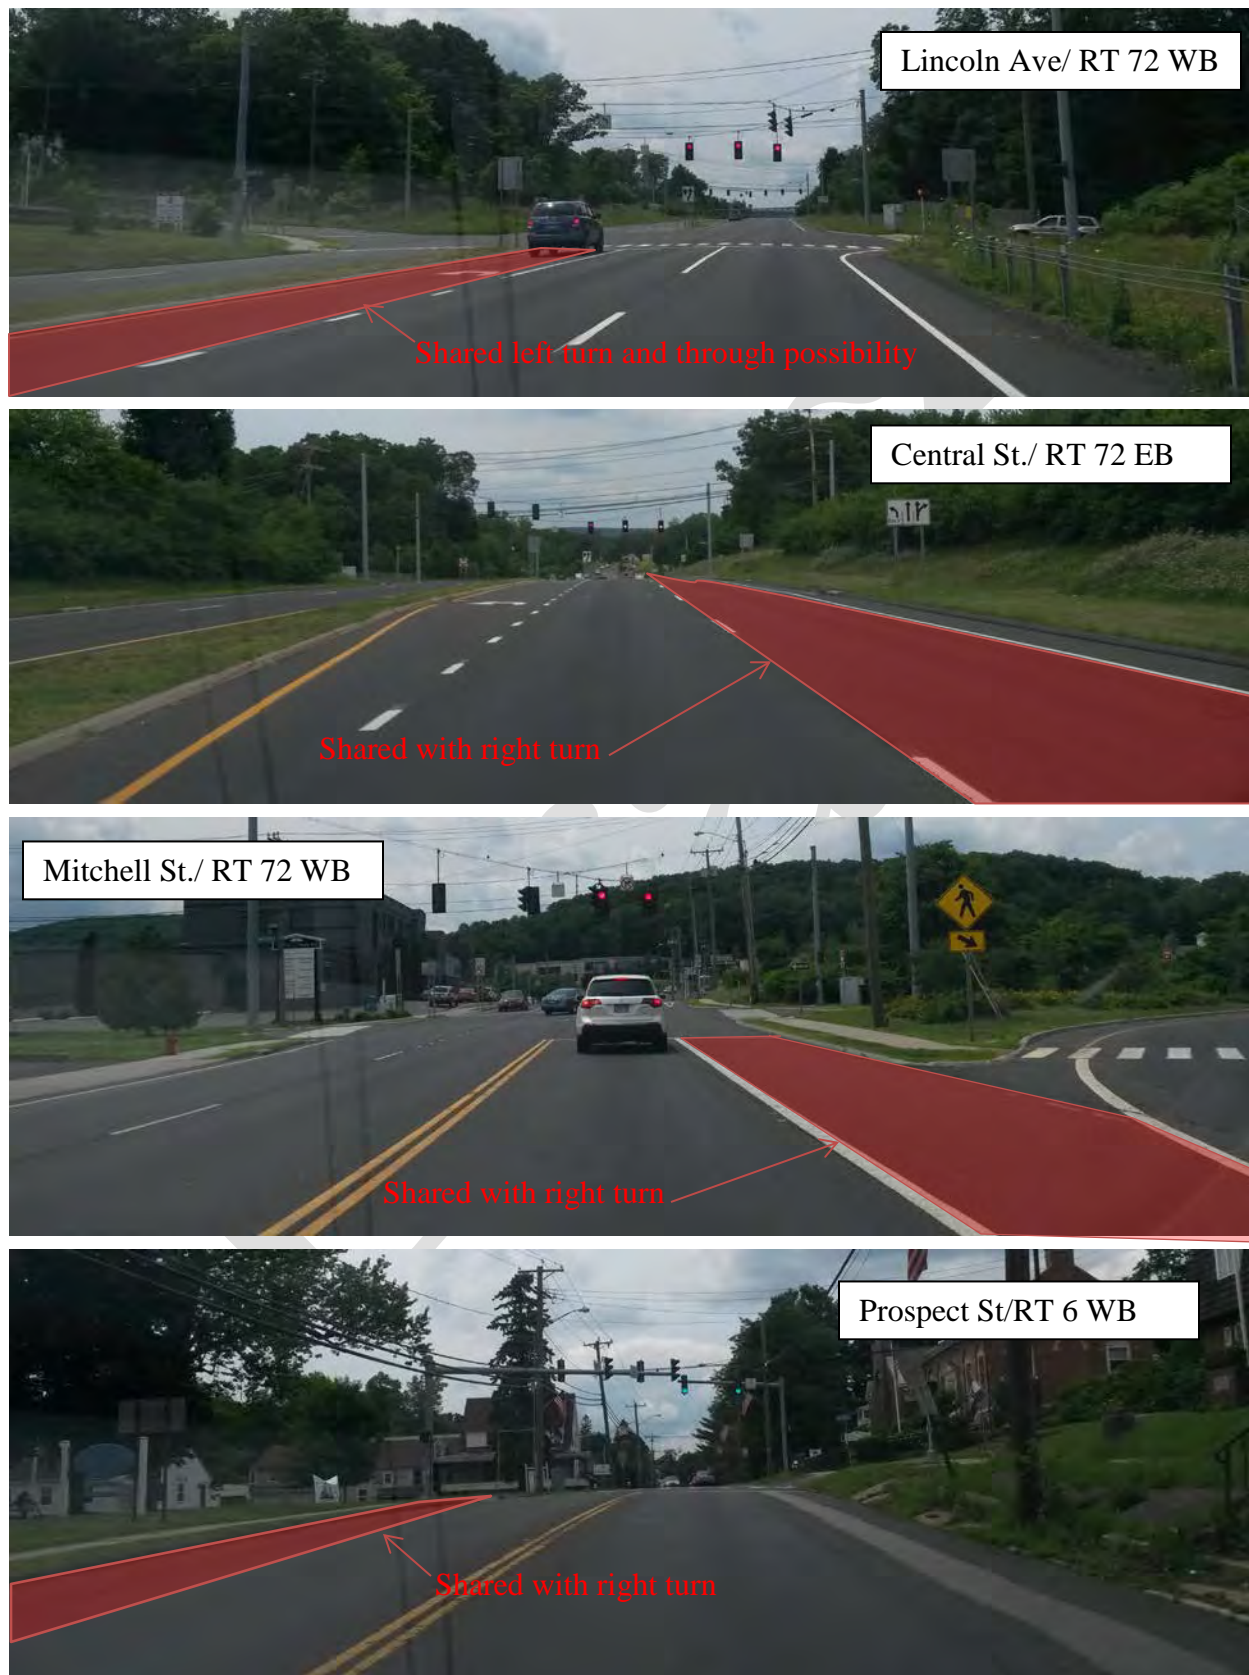 Lincoln Ave/ RT 72 WB
Shared left turn and through possibility
Central St./ RT 72 EB
Shared with right turn
Mitchell St./ RT 72 WB
Shared with right turn
Prospect St/RT 6 WB
Shared with right turn